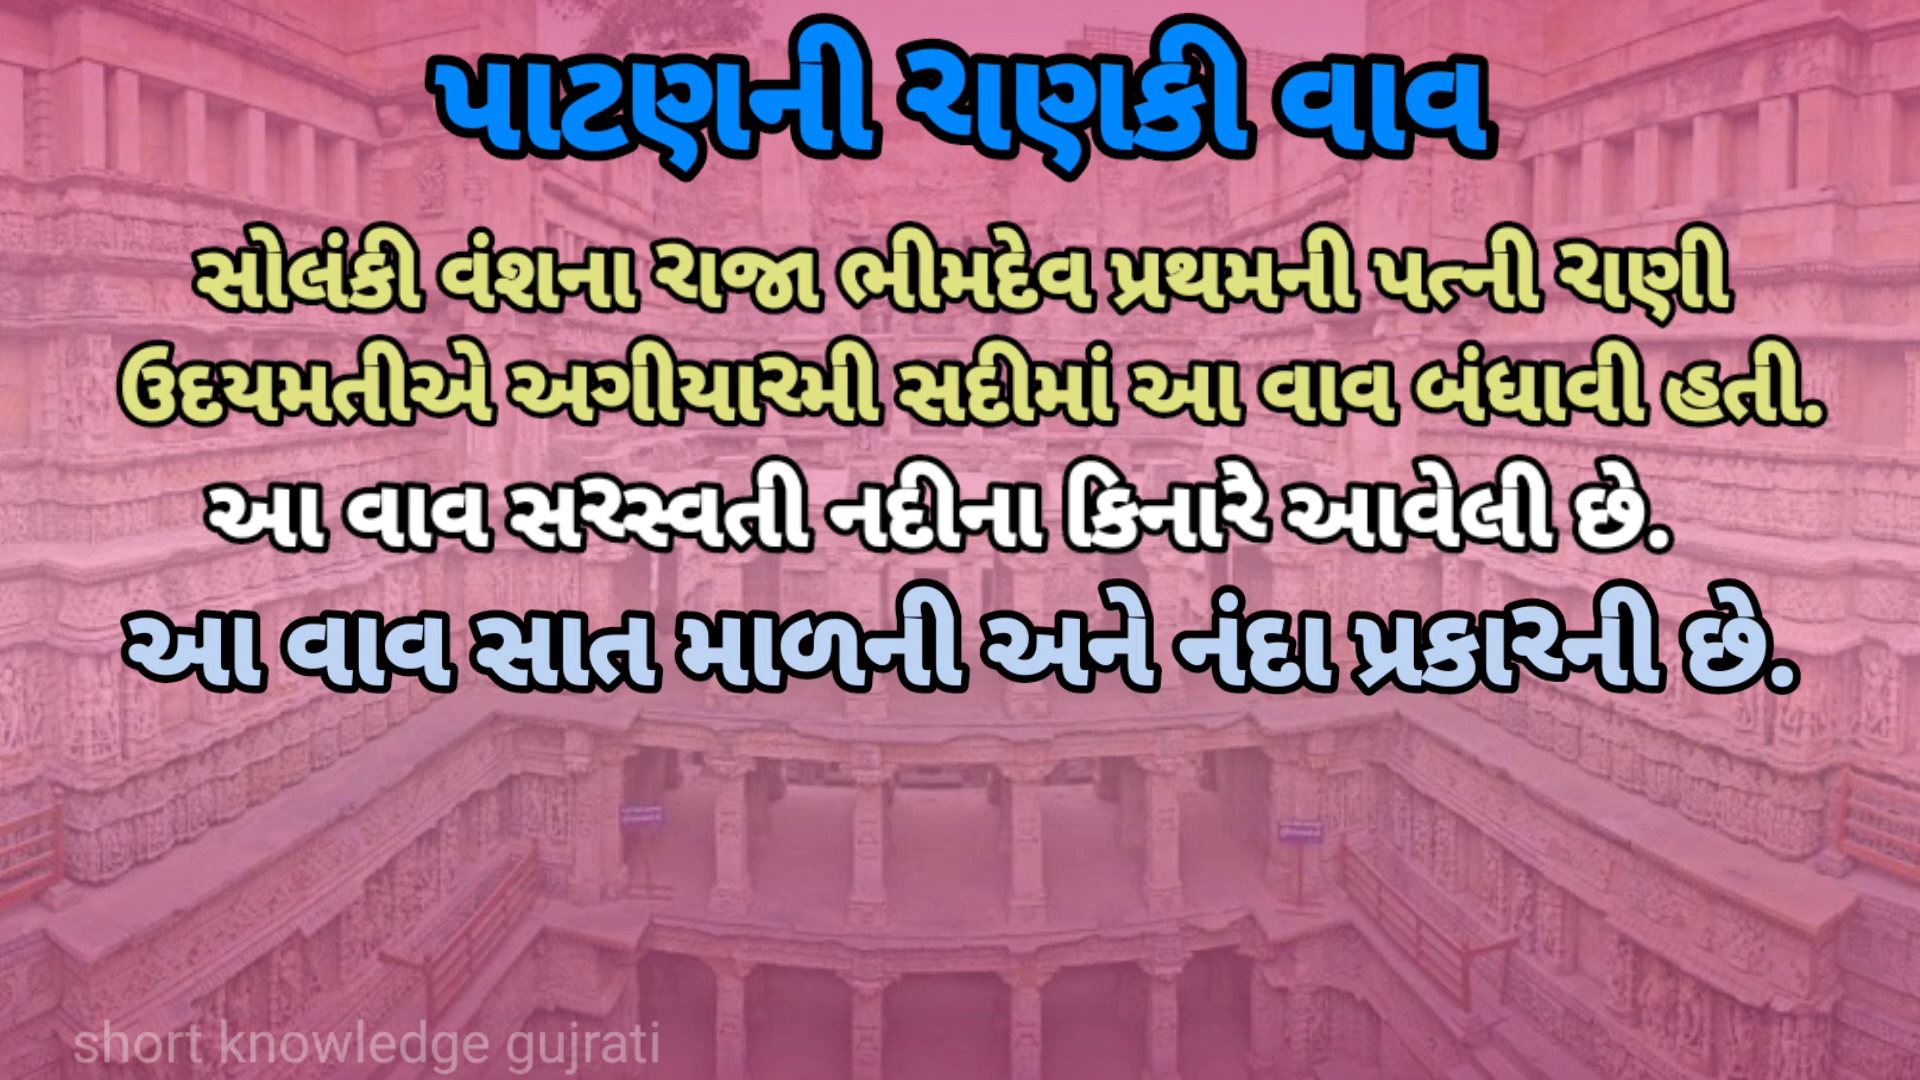 પાટણની રાણકી વાવ
સોલંકી વંશના રાજા ભીમદેવ પ્રથમની પત્ની રાણી
ઉદયમતીએ અગીયારમી સદીમાં આ વાવ બંધાવી હતી.
આ વાવ સરસ્વતી નદીના કિનારે આવેલી છે.
આ વાવ સાત માળની અને નંદા પ્રકારની છે.
short knowledge gujrati